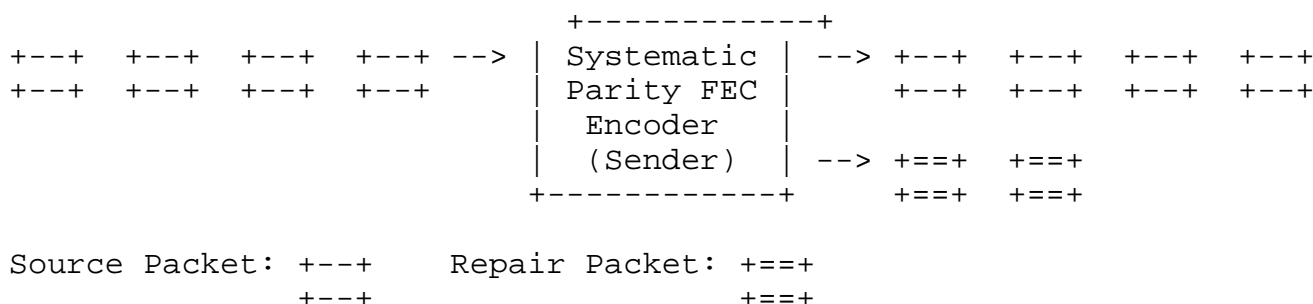 +------------+
+--+  +--+  +--+  +--+ --> | Systematic | --> +--+  +--+  +--+  +--+
+--+  +--+  +--+  +--+     | Parity FEC |     +--+  +--+  +--+  +--+
                           |  Encoder   |
                           |  (Sender)  | --> +==+  +==+
                           +------------+     +==+  +==+

Source Packet: +--+    Repair Packet: +==+
               +--+                   +==+